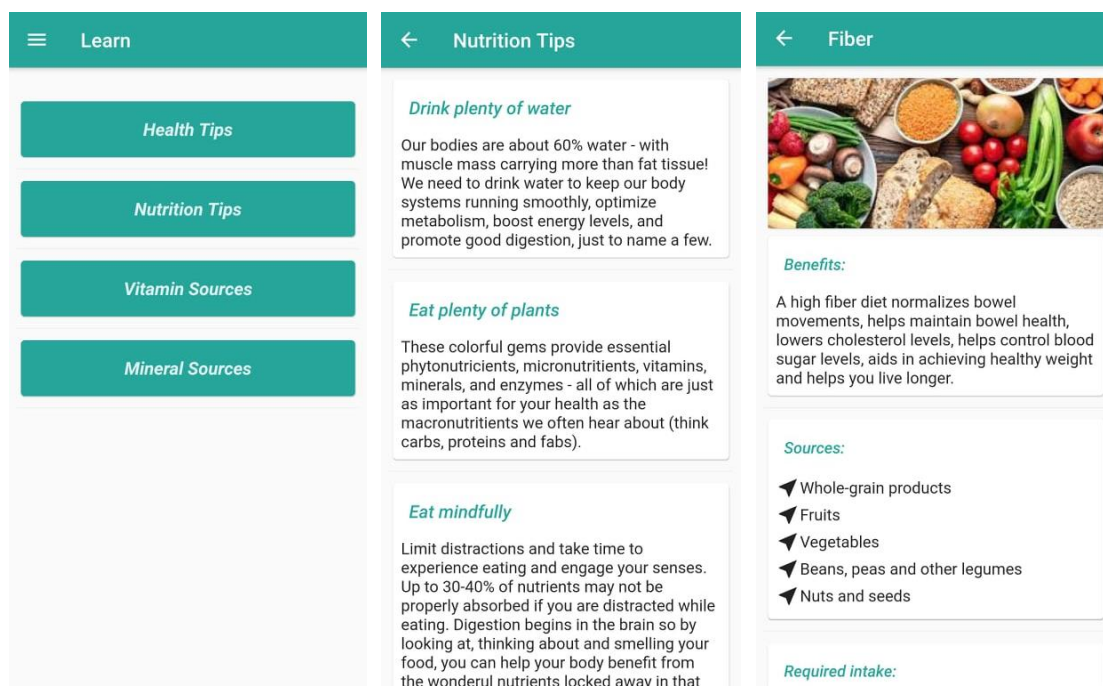 Learn
Health Tips
Nutrition Tips
Vitamin Sources
Mineral Sources
Nutrition Tips
Drink plenty of water
Our bodies are about 60% water - with
muscle mass carrying more than fat tissue!
We need to drink water to keep our body
systems running smoothly, optimize
metabolism, boost energy levels, and
promote good digestion, just to name a few.
Eat plenty of plants
These colorful gems provide essential
phytonutricients, micronutritients, vitamins,
minerals, and enzymes - all of which are just
as important for your health as the
macronutritients we often hear about (think
carbs, proteins and fabs).
Eat mindfully
Limit distractions and take time to
experience eating and engage your senses.
Up to 30-40% of nutrients may not be
properly absorbed if you are distracted while
eating. Digestion begins in the brain so by
looking at, thinking about and smelling your
food, you can help your body benefit from
the wonderul nutrients locked away in that
Fiber
Benefits:
A high fiber diet normalizes bowel
movements, helps maintain bowel health,
lowers cholesterol levels, helps control blood
sugar levels, aids in achieving healthy weight
and helps you live longer.
Sources:
Whole-grain products
Fruits
Vegetables
Beans, peas and other legumes
Nuts and seeds
Required intake: